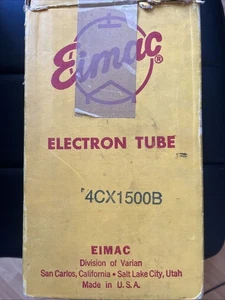 Eimac®
ELECTRON TUBE
4CX1500B
EIMAC
Division of Varian
San Carlos, California • Salt Lake City, Utah
Made in U.S.A.